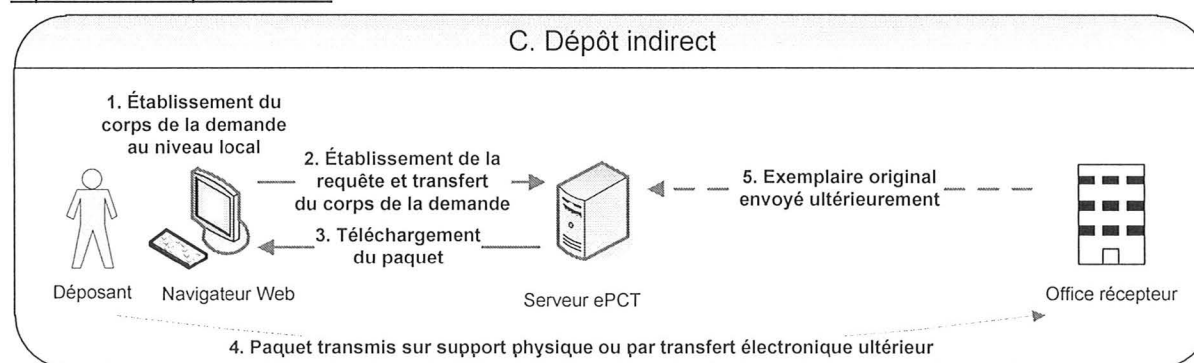 C. Dépôt indirect
1. Établissement du
corps de la demande
au niveau local
2. Établissement de la
requête et transfert
du corps de la demande
3. Téléchargement
du paquet
5. Exemplaire original
envoyé ultérieurement
Déposant
Navigateur Web
Serveur ePCT
Office récepteur
4. Paquet transmis sur support physique ou par transfert électronique ultérieur